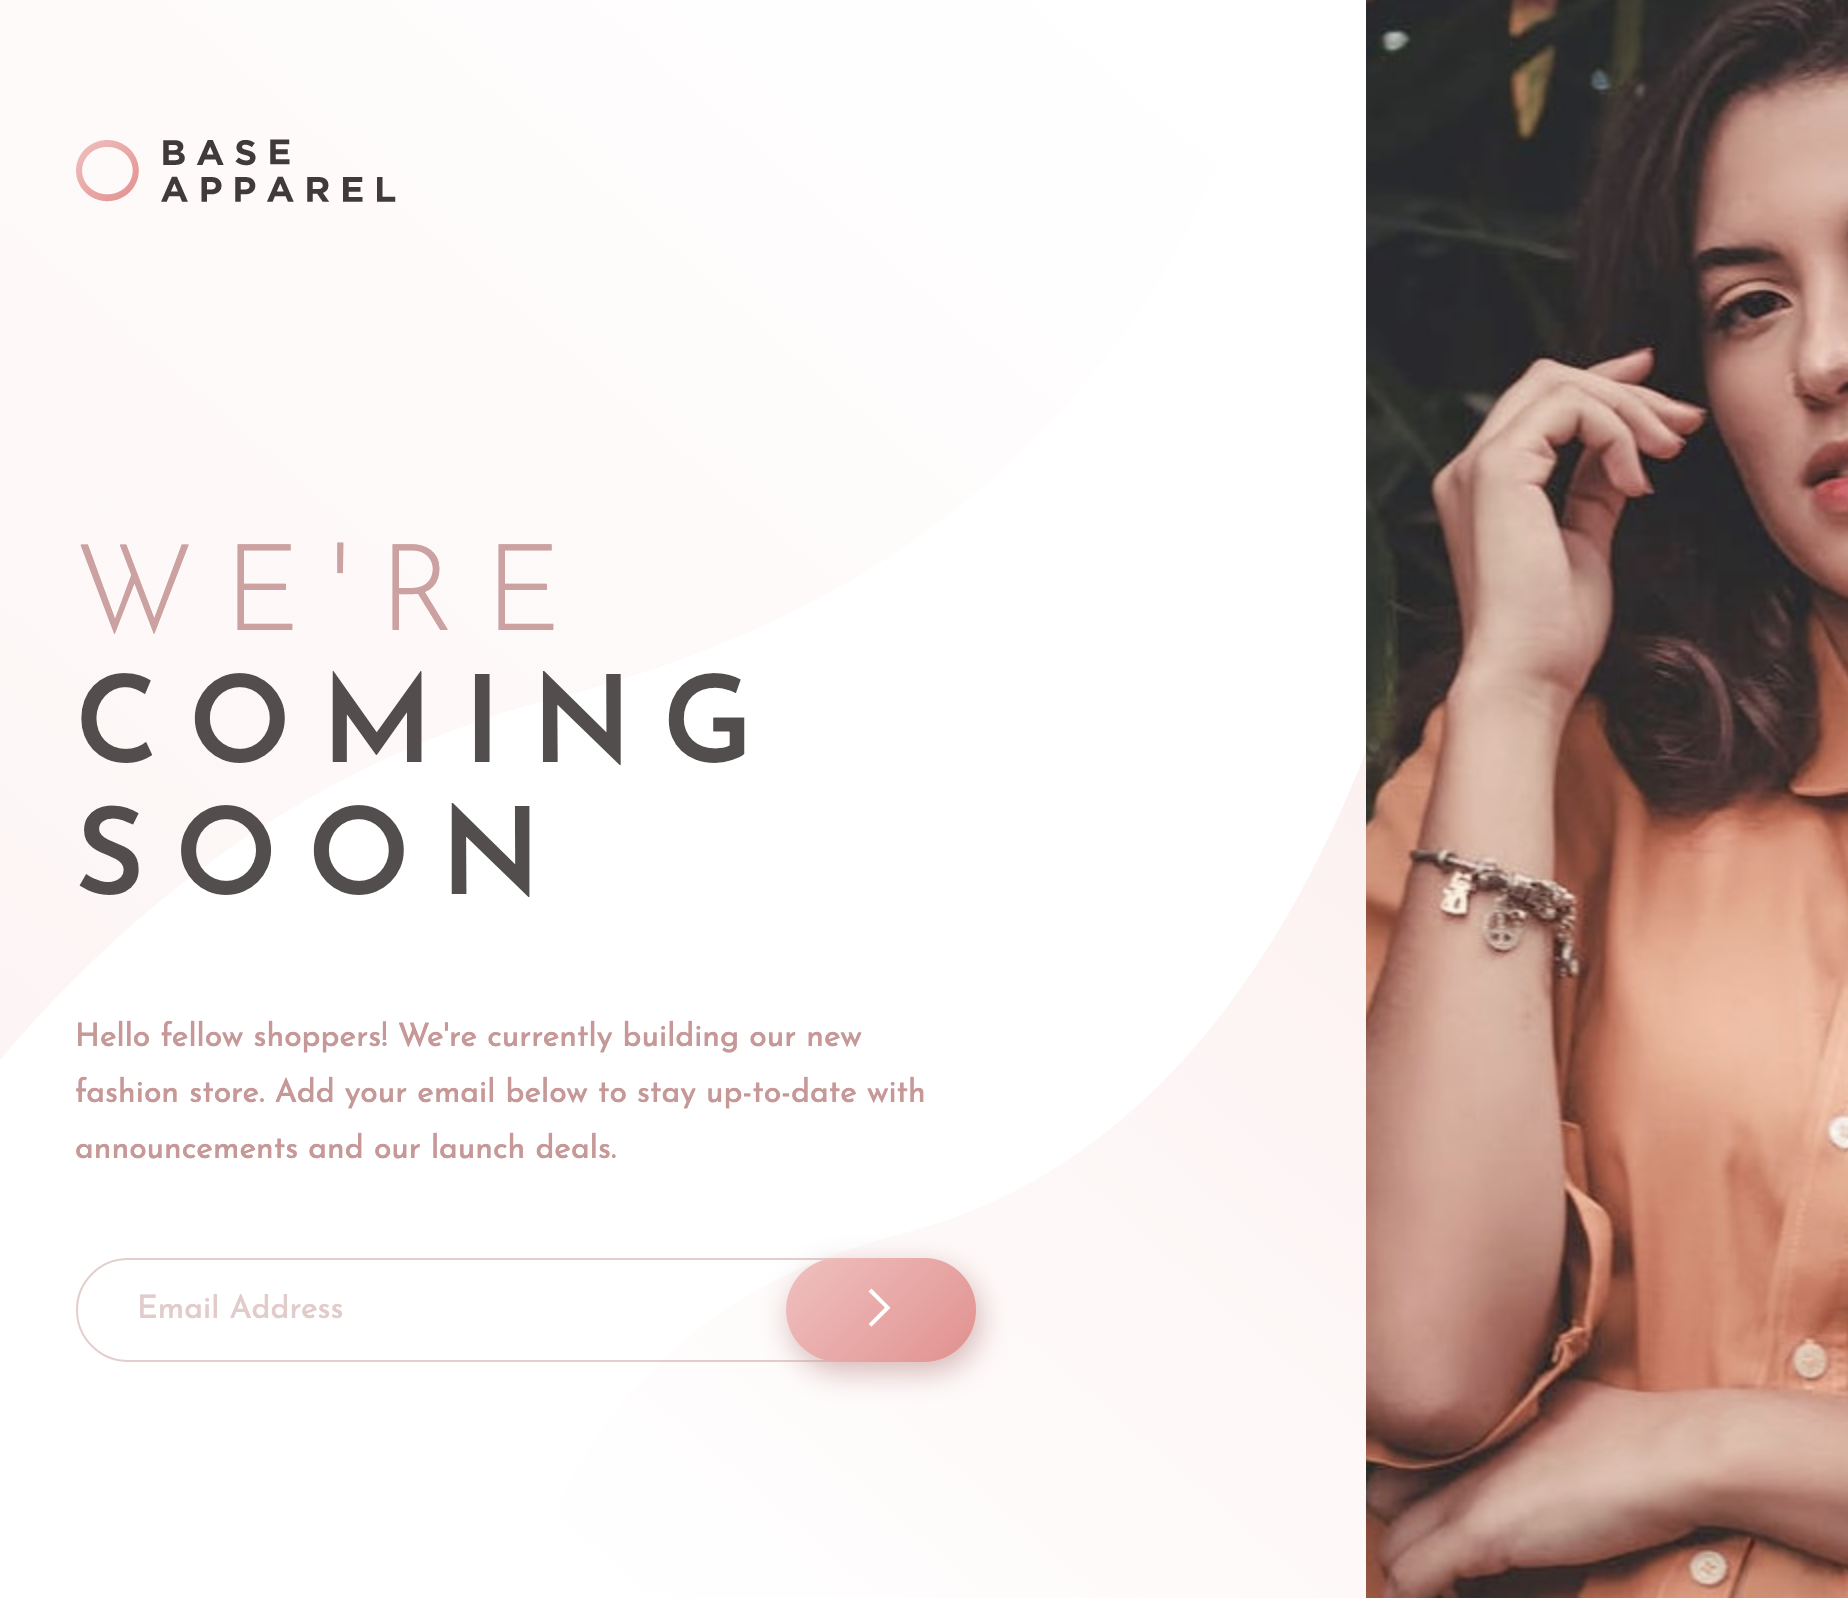 BASE
APPAREL
WE'RE
COMING
SOON
Hello fellow shoppers! We're currently building our new
fashion store. Add your email below to stay up-to-date with
announcements and our launch deals.
Email Address